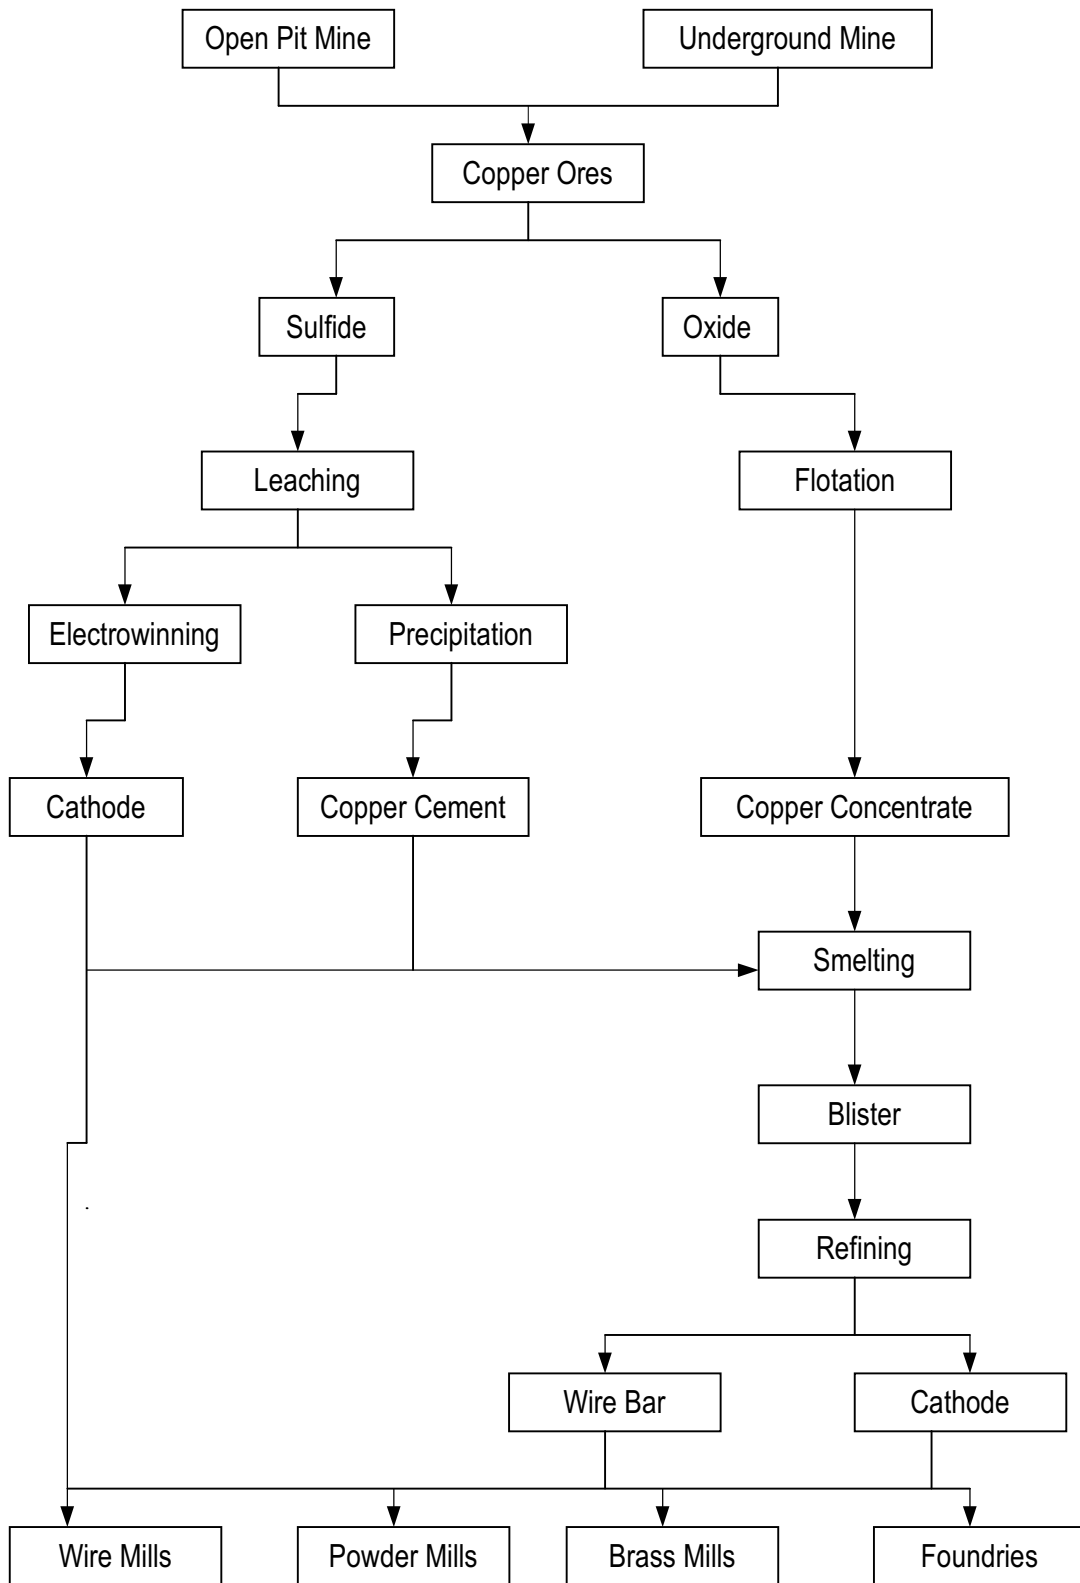 Open Pit Mine
Underground Mine
Copper Ores
Sulfide
Oxide
Leaching
Flotation
Electrowinning
Precipitation
Cathode
Copper Cement
Copper Concentrate
Smelting
Blister
Refining
Wire Bar
Cathode
Wire Mills
Powder Mills
Brass Mills
Foundries